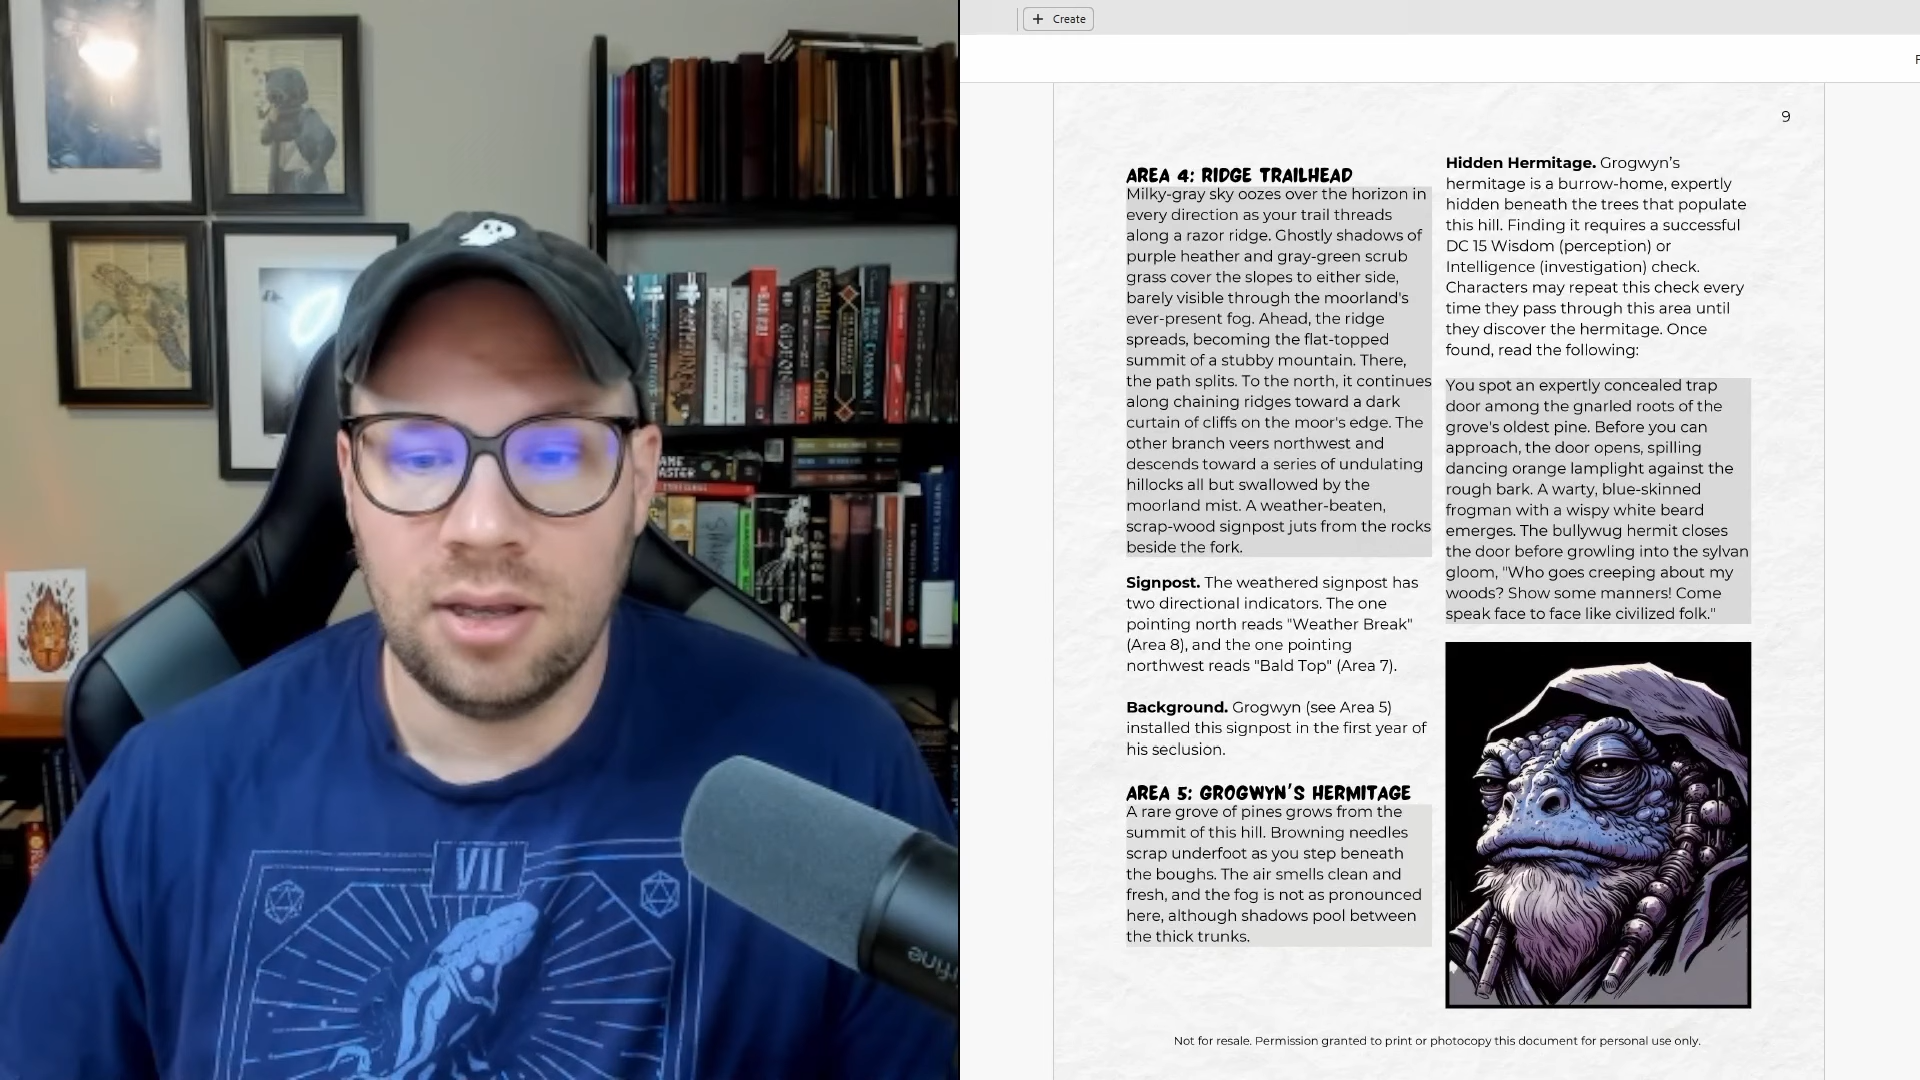 Create
9
AREA 4: RIDGE TRAILHEAD
Milky-gray sky oozes over the horizon in
every direction as your trail threads
along a razor ridge. Ghostly shadows of
purple heather and gray-green scrub
grass cover the slopes to either side,
barely visible through the moorland's
ever-present fog. Ahead, the ridge
spreads, becoming the flat-topped
summit of a stubby mountain. There,
the path splits. To the north, it continues
along chaining ridges toward a dark
curtain of cliffs on the moor's edge. The
other branch veers northwest and
descends toward a series of undulating
hillocks all but swallowed by the
moorland mist. A weather-beaten,
scrap-wood signpost juts from the rocks
beside the fork.
Signpost. The weathered signpost has
two directional indicators. The one
pointing north reads "Weather Break"
(Area 8), and the one pointing
northwest reads "Bald Top" (Area 7).
Background. Grogwyn (see Area 5)
installed this signpost in the first year of
his seclusion.
AREA 5: GROGWYN'S HERMITAGE
A rare grove of pines grows from the
summit of this hill. Browning needles
scrap underfoot as you step beneath
the boughs. The air smells clean and
fresh, and the fog is not as pronounced
here, although shadows pool between
the thick trunks.
Hidden Hermitage. Grogwyn's
hermitage is a burrow-home, expertly
hidden beneath the trees that populate
this hill. Finding it requires a successful
DC 15 Wisdom (perception) or
Intelligence (investigation) check.
Characters may repeat this check every
time they pass through this area until
they discover the hermitage. Once
found, read the following:
You spot an expertly concealed trap
door among the gnarled roots of the
grove's oldest pine. Before you can
approach, the door opens, spilling
dancing orange lamplight against the
rough bark. A warty, blue-skinned
frogman with a wispy white beard
emerges. The bullywug hermit closes
the door before growling into the sylvan
gloom, "Who goes creeping about my
woods? Show some manners! Come
speak face to face like civilized folk."
Not for resale. Permission granted to print or photocopy this document for personal use only.
VII
AGATHA
CHRISTIE